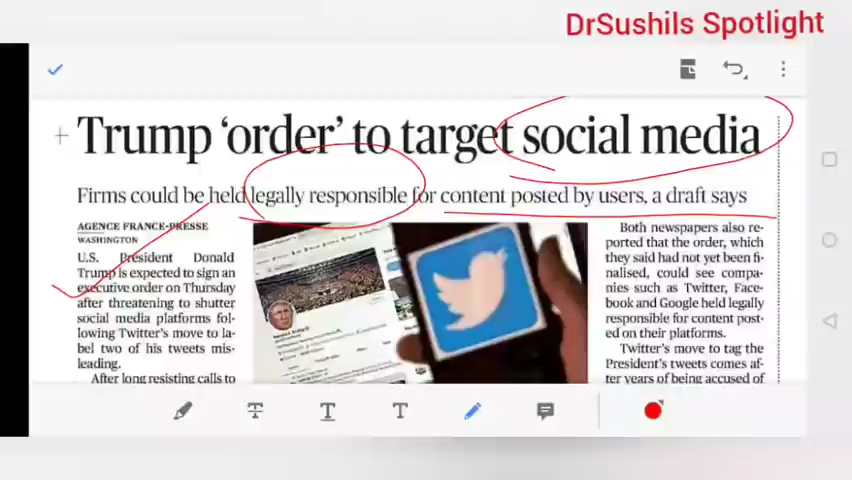 DrSushils Spotlight
Trump ‘order’ to target social media
Firms could be held legally responsible for content posted by users, a draft says
AGENCE FRANCE-PRESSE
WASHINGTON
U.S. President Donald
Trump is expected to sign an
executive order on Thursday
after threatening to shutter
social media platforms fol-
lowing Twitter’s move to la-
bel two of his tweets mis-
leading.
After long resisting calls to
Both newspapers also re-
ported that the order, which
they said had not yet been fi-
nalised, could see compa-
nies such as Twitter, Face-
book and Google held legally
responsible for content post-
ed on their platforms.
Twitter’s move to tag the
President’s tweets comes af-
ter years of being accused of